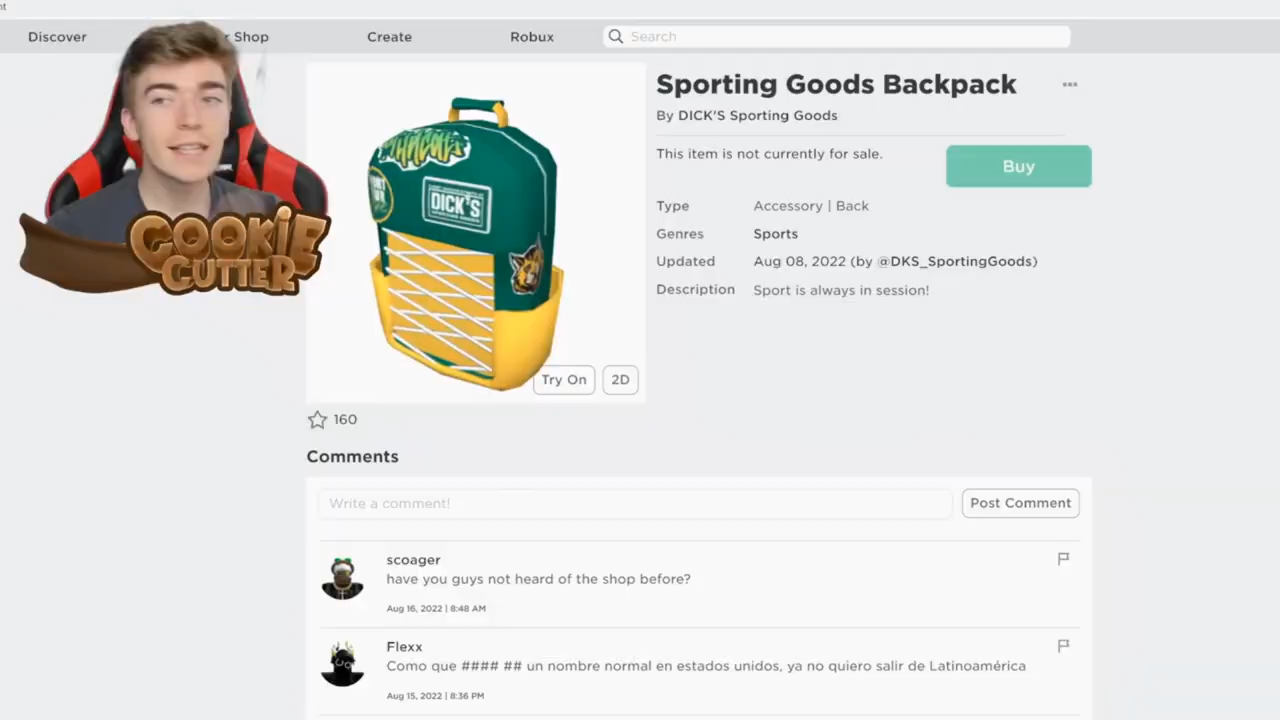 nt
Discover
r Shop
Create
Robux
Search
COOKIE
CUTTER
Sporting Goods Backpack
By DICK'S Sporting Goods
This item is not currently for sale.
Buy
Type
Accessory | Back
Genres
Sports
Updated
Aug 08, 2022 (by @DKS_SportingGoods)
Description
Sport is always in session!
DICK'S
Try On
2D
160
Comments
Write a comment!
Post Comment
scoager
have you guys not heard of the shop before?
Aug 16, 2022 | 8:48 AM
Flexx
Como que #### ## un nombre normal en estados unidos, ya no quiero salir de Latinoamérica
Aug 15, 2022 | 8:36 PM